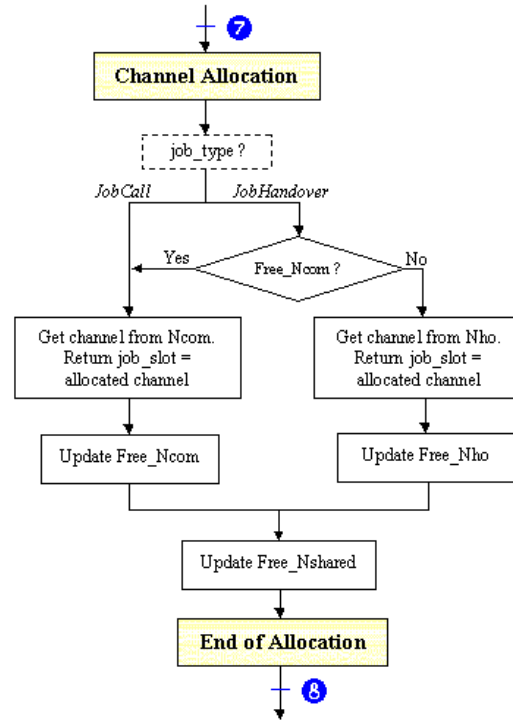 7
Channel Allocation
job_type ?
JobCall
JobHandover
Yes
Free_Ncom ?
No
Get channel from Ncom.
Return job_slot =
allocated channel
Get channel from Nho.
Return job_slot =
allocated channel
Update Free_Ncom
Update Free_Nho
Update Free_Nshared
End of Allocation
8